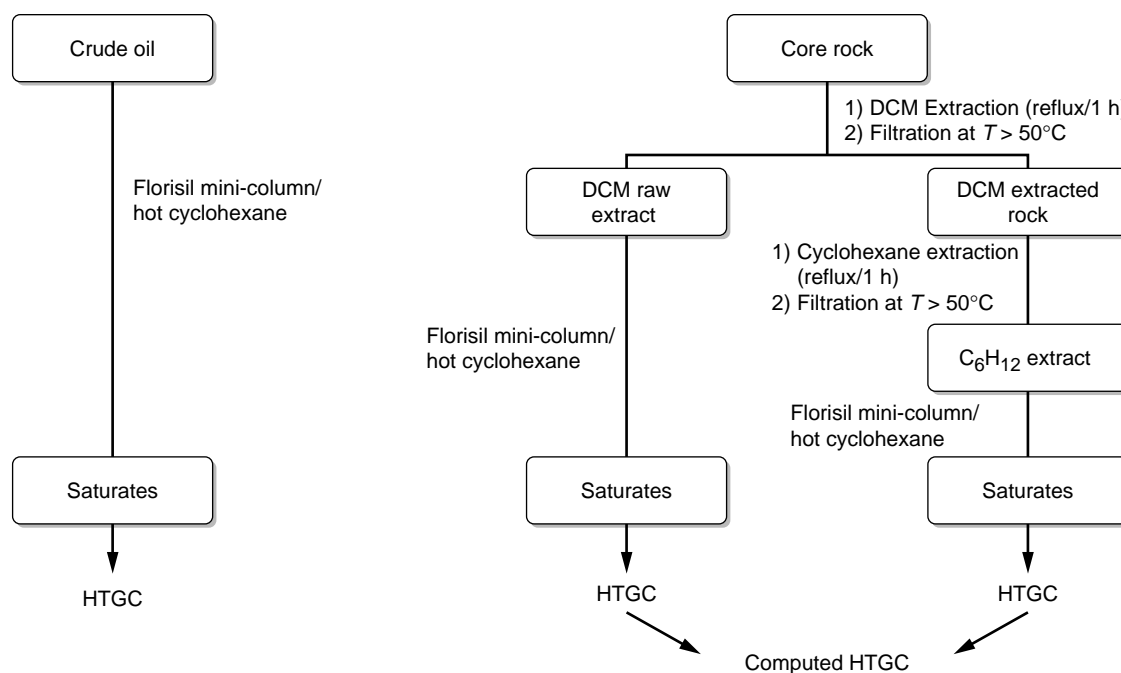 Crude oil
Florisil mini-column/
hot cyclohexane
Saturates
HTGC
Core rock
1) DCM Extraction (reflux/1 h)
2) Filtration at T > 50°C
DCM raw
extract
DCM extracted
rock
1) Cyclohexane extraction
(reflux/1 h)
2) Filtration at T > 50°C
Florisil mini-column/
hot cyclohexane
C6H12 extract
Florisil mini-column/
hot cyclohexane
Saturates
Saturates
HTGC
HTGC
Computed HTGC